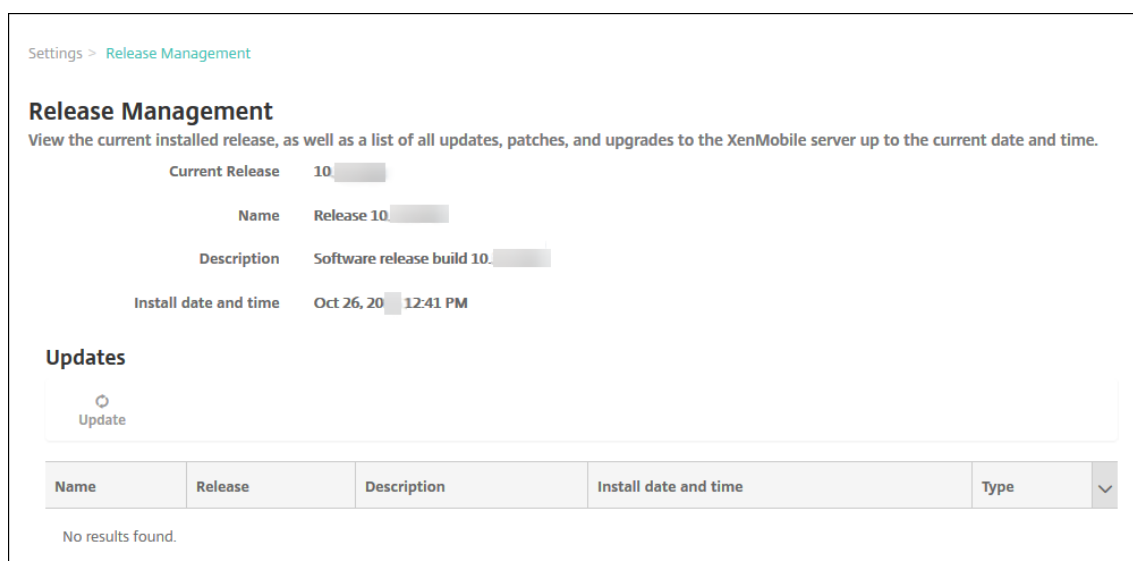 Settings > Release Management
Release Management
View the current installed release, as well as a list of all updates, patches, and upgrades to the XenMobile server up to the current date and time.
Current Release 10.
Name Release 10.
Description Software release build 10.
Install date and time Oct 26, 20 12:41 PM
Updates
Update
Name Release Description Install date and time Type
No results found.